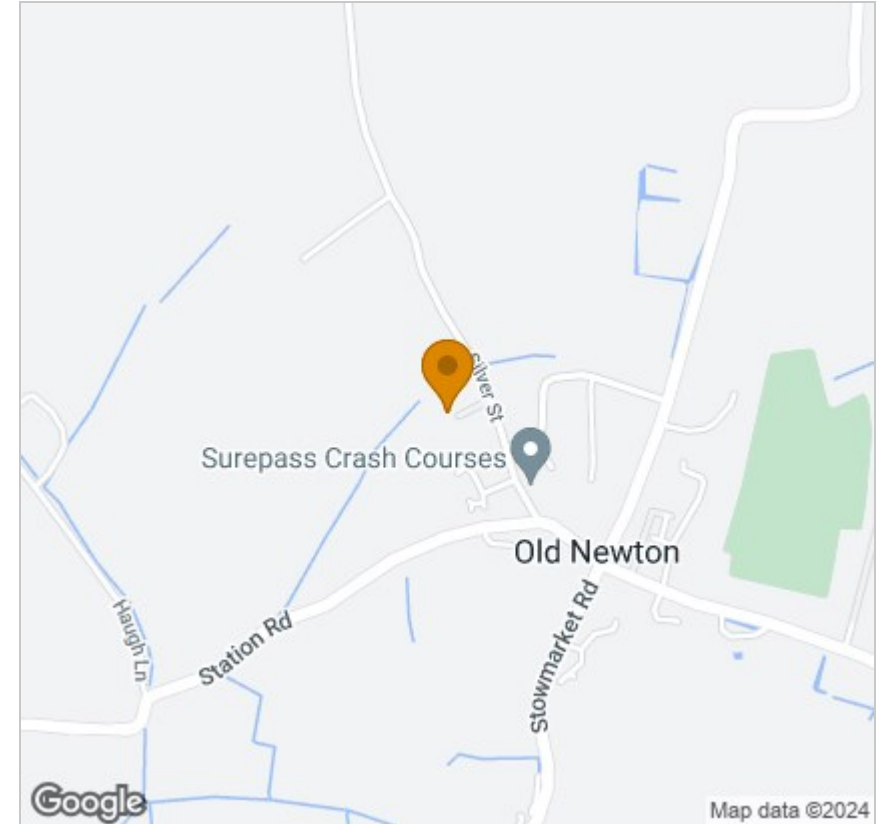 Silver St
Surepass Crash Courses
Old Newton
Haugh Ln
Station Rd
Stowmarket Rd
Google
Map data ©2024